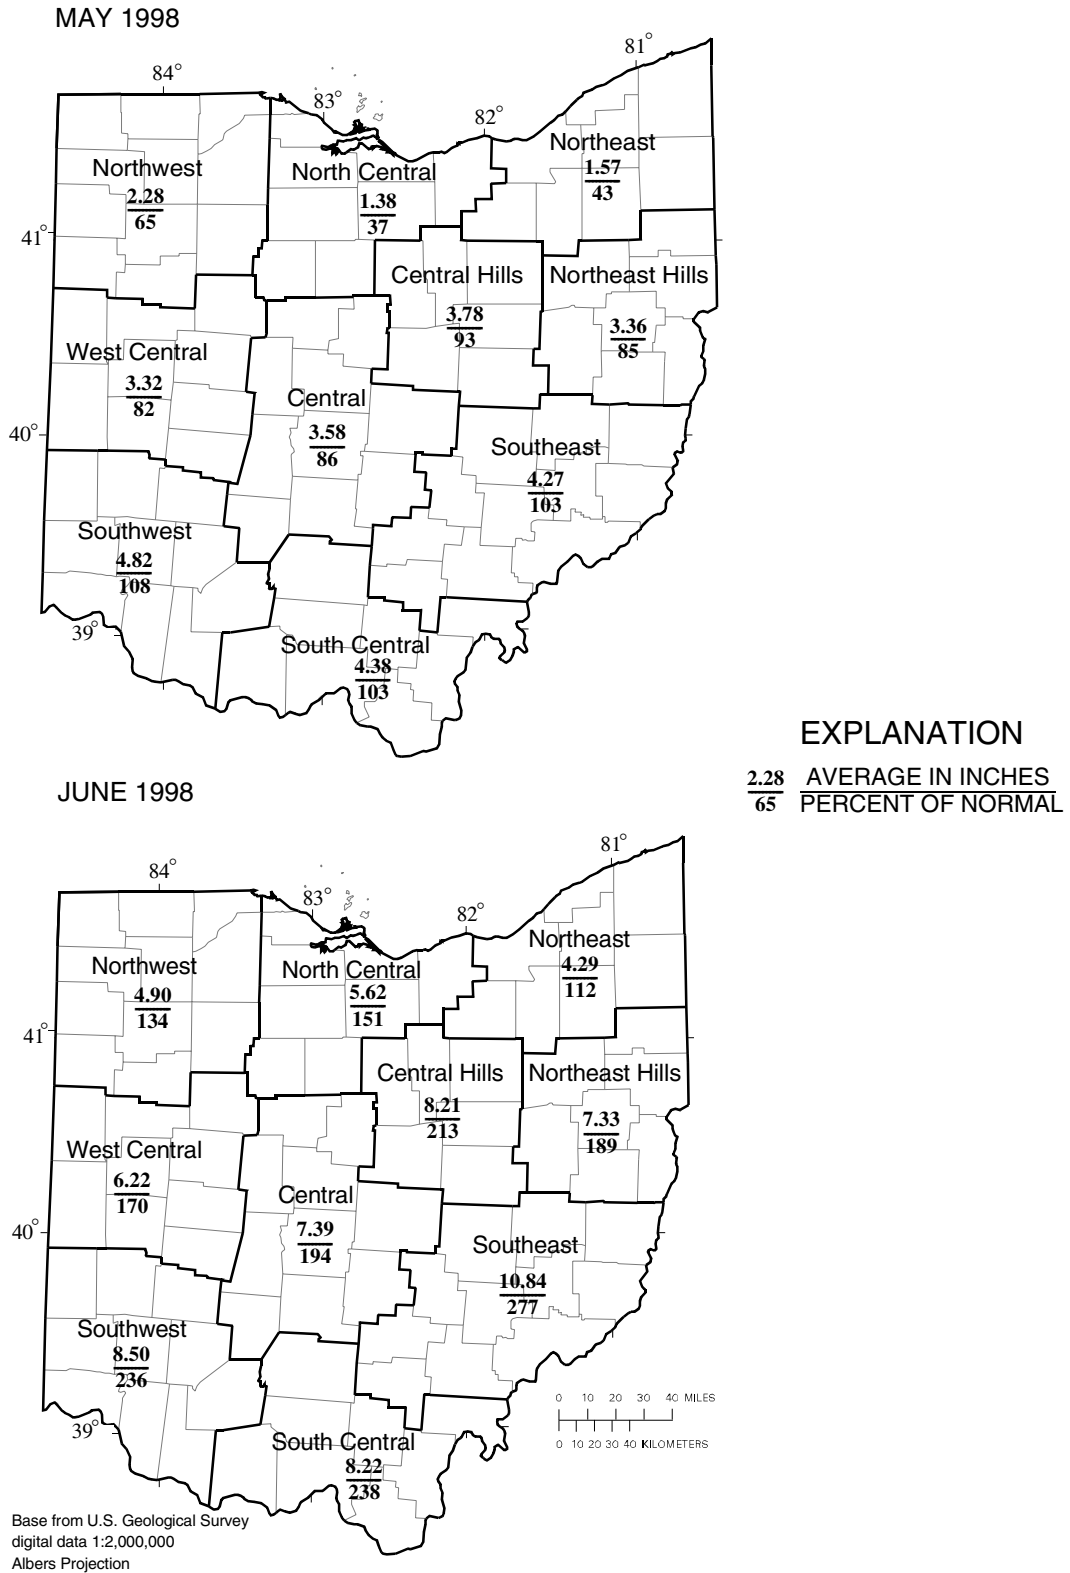 MAY 1998
81°
84°
83°
82°
Northeast
1.57
43
Northwest
2.28
65
North Central
1.38
37
41°
Central Hills
3.78
93
Northeast Hills
3.36
85
West Central
3.32
82
Central
3.58
86
40°
Southeast
4.27
103
Southwest
4.82
108
39°
South Central
4.38
103
EXPLANATION
2.28 AVERAGE IN INCHES
65 PERCENT OF NORMAL
JUNE 1998
81°
84°
83°
82°
Northeast
4.29
112
Northwest
4.90
134
North Central
5.62
151
41°
Central Hills
8.21
213
Northeast Hills
7.33
189
West Central
6.22
170
Central
7.39
194
40°
Southeast
10.84
277
Southwest
8.50
236
39°
South Central
8.22
238
0 10 20 30 40 MILES
0 10 20 30 40 KILOMETERS
Base from U.S. Geological Survey
digital data 1:2,000,000
Albers Projection